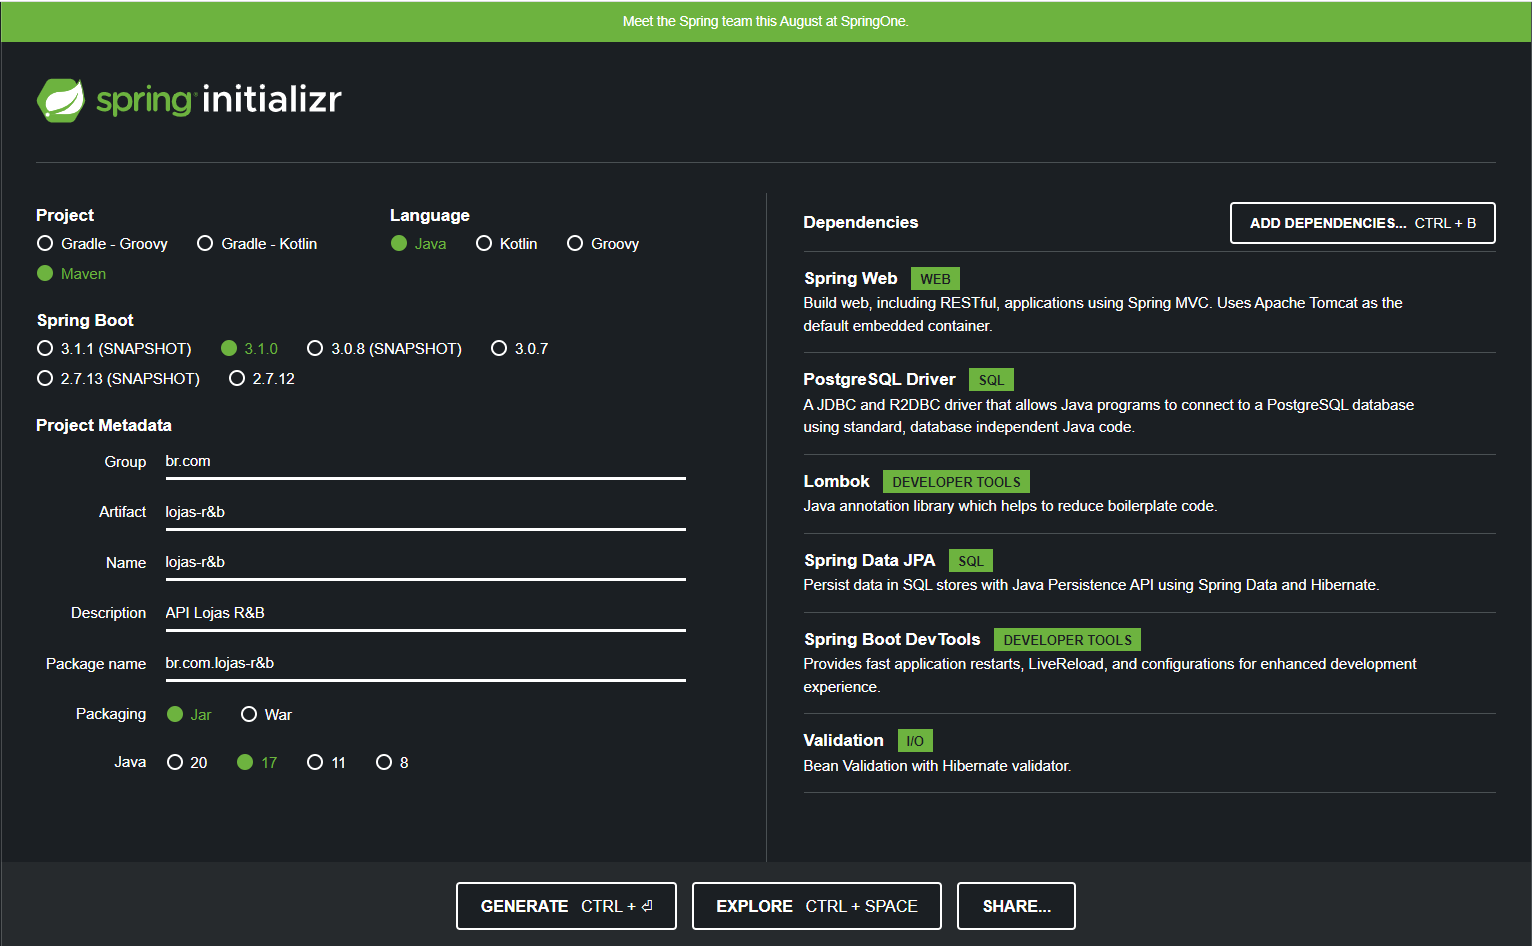 Meet the Spring team this August at SpringOne.
spring initializr
Project
Gradle - Groovy Gradle - Kotlin
Maven
Language
Java Kotlin Groovy
Spring Boot
3.1.1 (SNAPSHOT) 3.1.0 3.0.8 (SNAPSHOT) 3.0.7
2.7.13 (SNAPSHOT) 2.7.12
Project Metadata
Group br.com
Artifact lojas-r&b
Name lojas-r&b
Description API Lojas R&B
Package name br.com.lojas-r&b
Packaging Jar War
Java 20 17 11 8
Dependencies ADD DEPENDENCIES... CTRL + B
Spring Web WEB
Build web, including RESTful, applications using Spring MVC. Uses Apache Tomcat as the
default embedded container.
PostgreSQL Driver SQL
A JDBC and R2DBC driver that allows Java programs to connect to a PostgreSQL database
using standard, database independent Java code.
Lombok DEVELOPER TOOLS
Java annotation library which helps to reduce boilerplate code.
Spring Data JPA SQL
Persist data in SQL stores with Java Persistence API using Spring Data and Hibernate.
Spring Boot DevTools DEVELOPER TOOLS
Provides fast application restarts, LiveReload, and configurations for enhanced development
experience.
Validation I/O
Bean Validation with Hibernate validator.
GENERATE CTRL + ⏎ EXPLORE CTRL + SPACE SHARE...